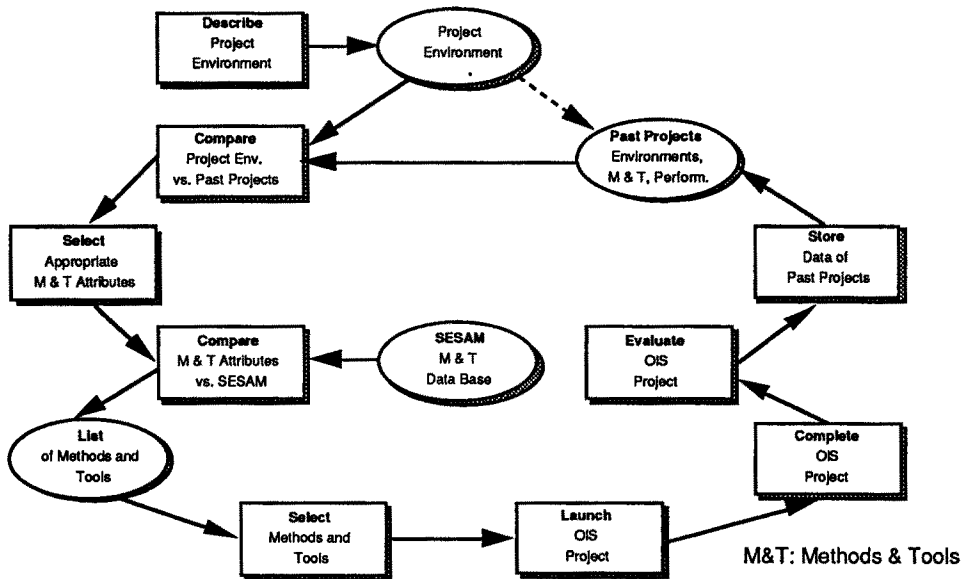 Describe
Project
Environment
Project
Environment
Compare
Project Env.
vs. Past Projects
Past Projects
Environments,
M & T, Perform.
Select
Appropriate
M & T Attributes
Store
Data of
Past Projects
Compare
M & T Attributes
vs. SESAM
SESAM
M & T
Data Base
Evaluate
OIS
Project
List
of Methods and
Tools
Complete
OIS
Project
Select
Methods and
Tools
Launch
OIS
Project
M&T: Methods & Tools